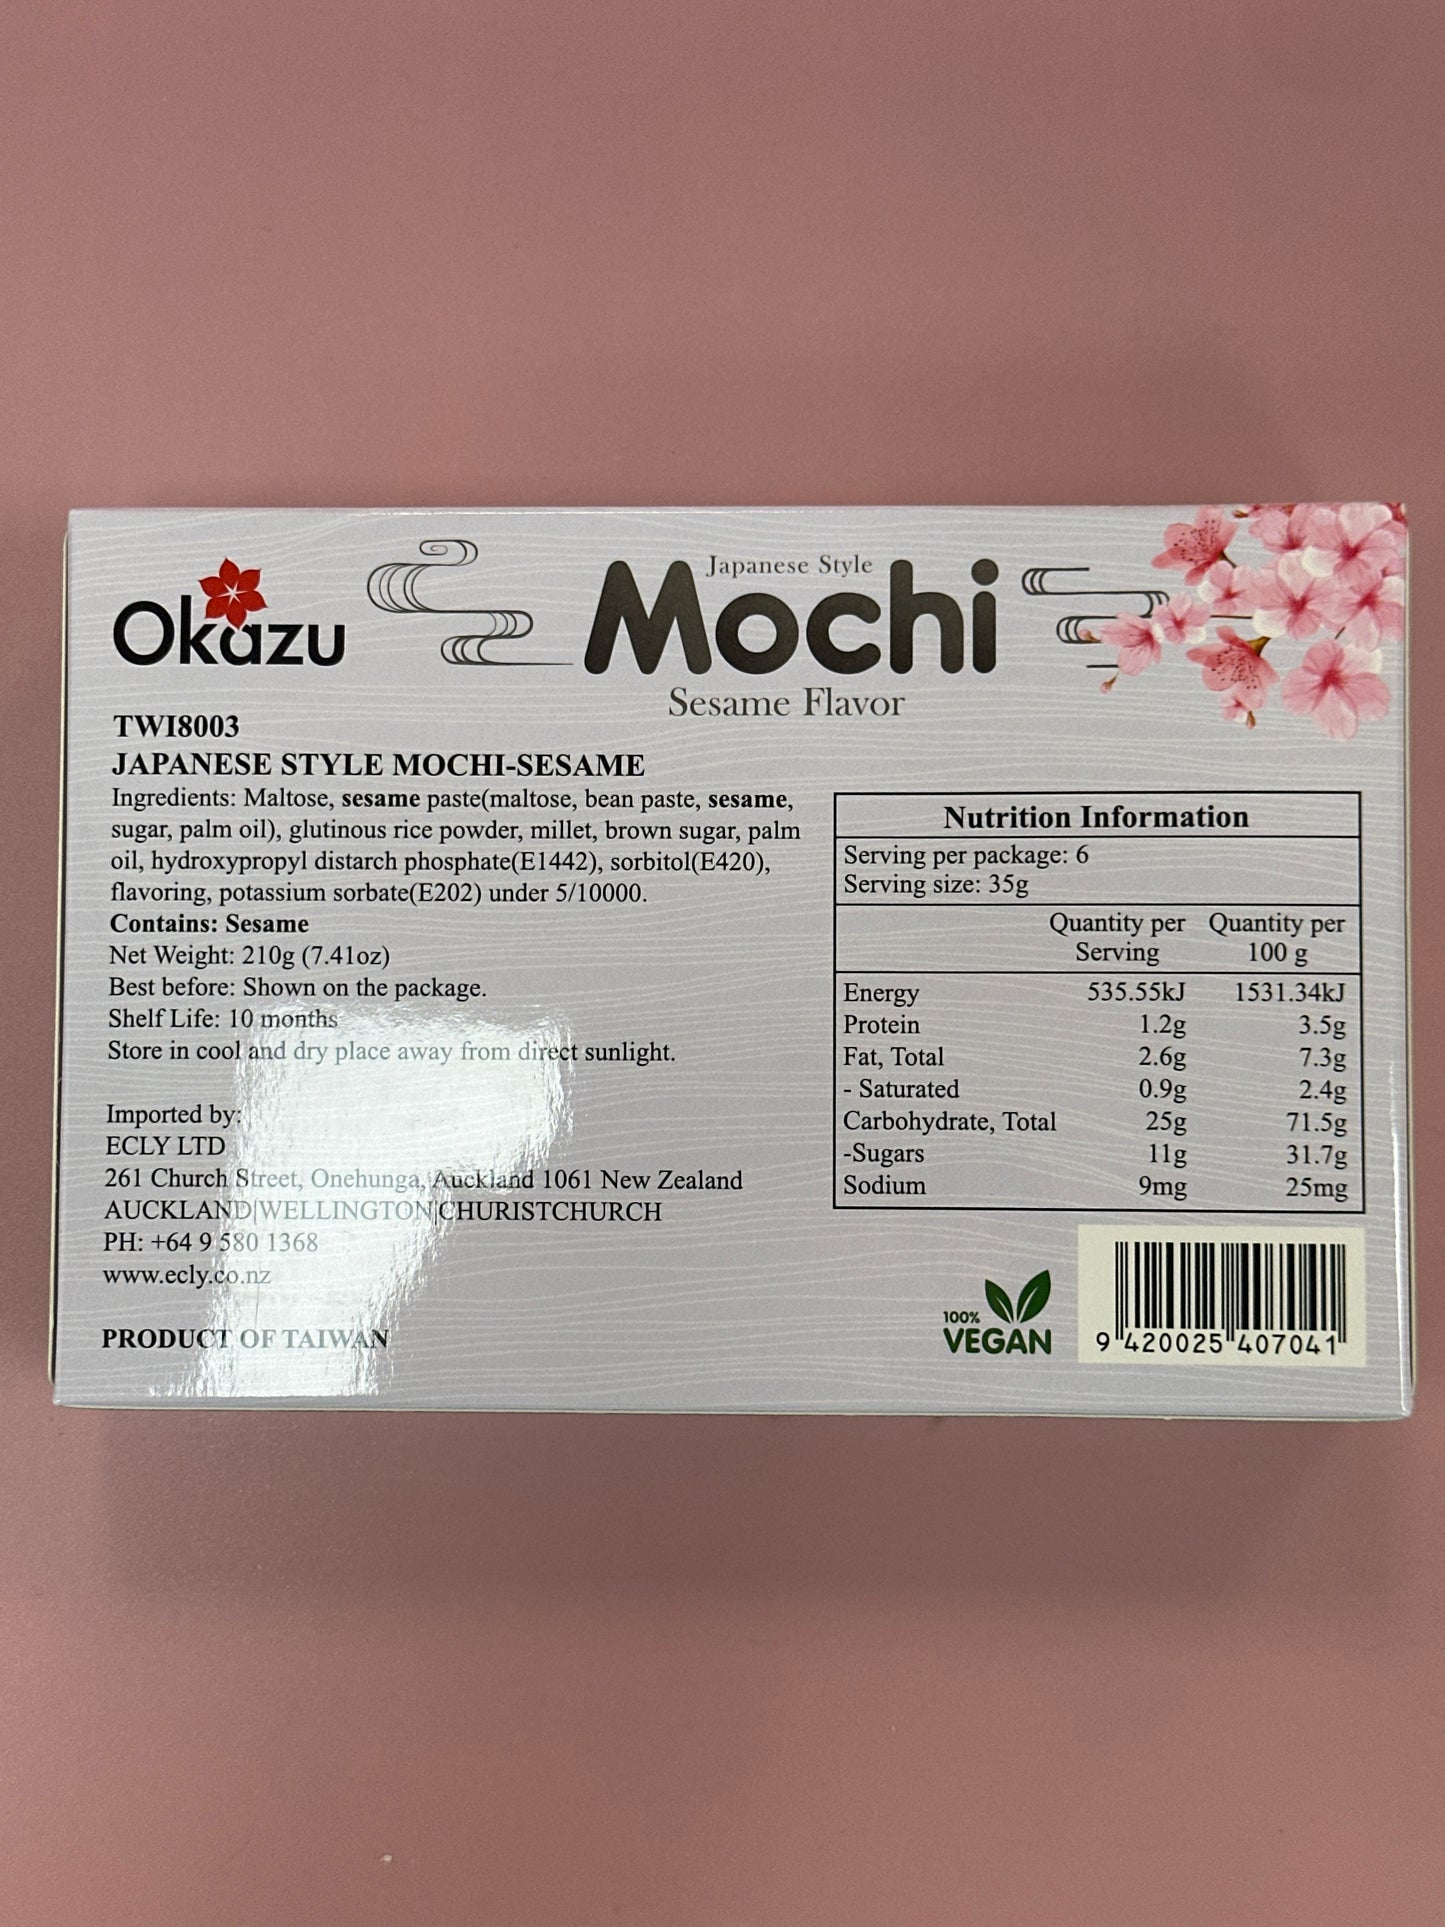 Okazu
Japanese Style
Mochi
Sesame Flavor
TWI8003
JAPANESE STYLE MOCHI-SESAME
Ingredients: Maltose, sesame paste(maltose, bean paste, sesame,
sugar, palm oil), glutinous rice powder, millet, brown sugar, palm
oil, hydroxypropyl distarch phosphate(E1442), sorbitol(E420),
flavoring, potassium sorbate(E202) under 5/10000.
Contains: Sesame
Net Weight: 210g (7.41oz)
Best before: Shown on the package.
Shelf Life: 10 months
Store in cool and dry place away from direct sunlight.
Imported by:
ECLY LTD
261 Church Street, Onehunga, Auckland 1061 New Zealand
AUCKLAND|WELLINGTON|CHURISTCHURCH
PH: +64 9 580 1368
www.ecly.co.nz
PRODUCT OF TAIWAN
Nutrition Information
Serving per package: 6
Serving size: 35g
Quantity per Quantity per
Serving 100 g
Energy 535.55kJ 1531.34kJ
Protein 1.2g 3.5g
Fat, Total 2.6g 7.3g
- Saturated 0.9g 2.4g
Carbohydrate, Total 25g 71.5g
-Sugars 11g 31.7g
Sodium 9mg 25mg
100%
VEGAN
9 420025 407041